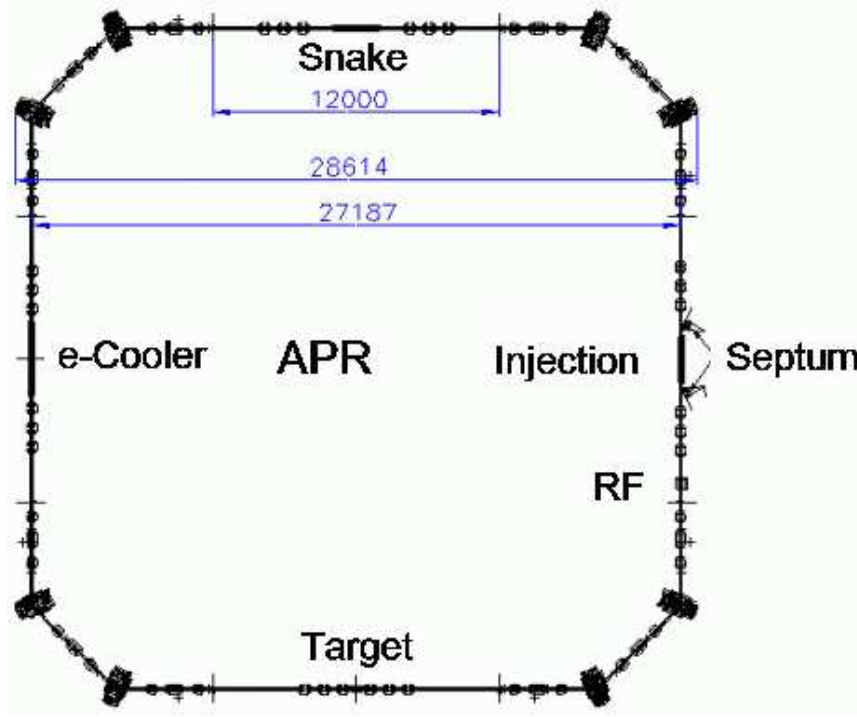 Snake
12000
28614
27187
e-Cooler
APR
Injection
Septum
RF
Target